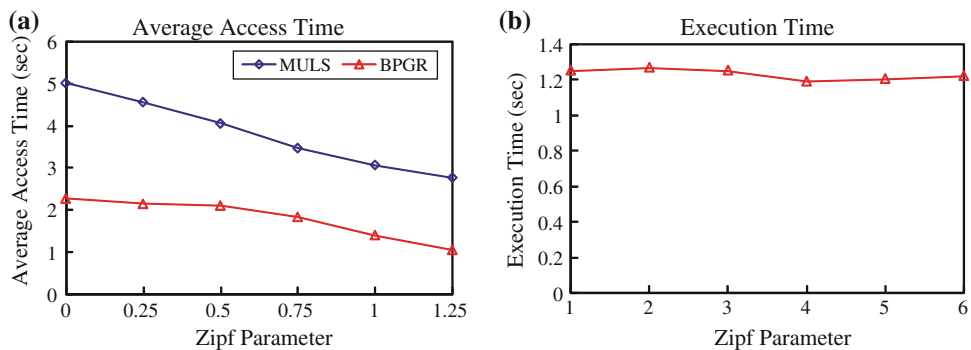 (a)
Average Access Time
MULS
BPGR
Average Access Time (sec)
6
5
4
3
2
1
0
0 0.25 0.5 0.75 1 1.25
Zipf Parameter
(b)
Execution Time
Execution Time (sec)
1.4
1.2
1
0.8
0.6
0.4
0.2
0
1 2 3 4 5 6
Zipf Parameter